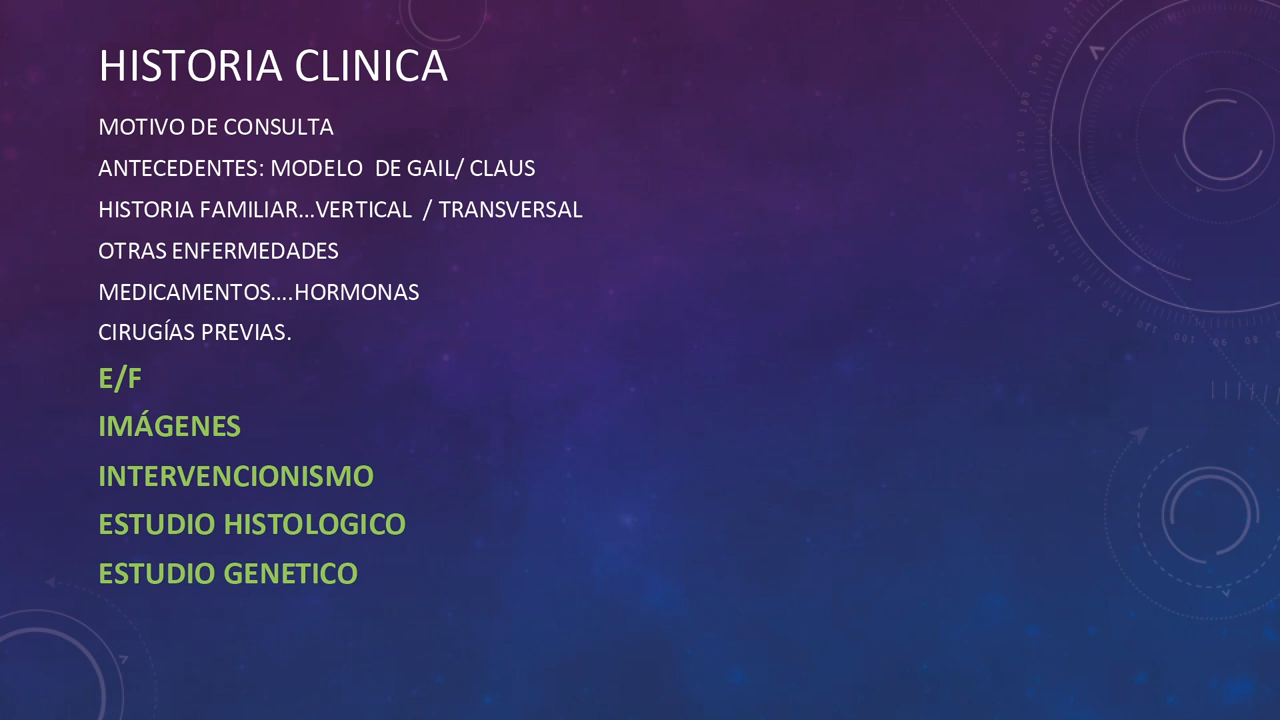 HISTORIA CLINICA
MOTIVO DE CONSULTA
ANTECEDENTES: MODELO  DE GAIL/ CLAUS
HISTORIA FAMILIAR...VERTICAL  / TRANSVERSAL
OTRAS ENFERMEDADES
MEDICAMENTOS....HORMONAS
CIRUGÍAS PREVIAS.
E/F
IMÁGENES
INTERVENCIONISMO
ESTUDIO HISTOLOGICO
ESTUDIO GENETICO